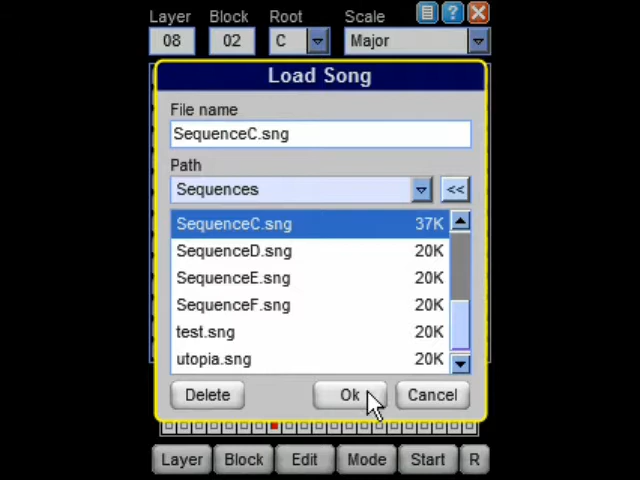 Layer Block Root Scale
08 02 C Major
Load Song
File name
SequenceC.sng
Path
Sequences <<
SequenceC.sng 37K
SequenceD.sng 20K
SequenceE.sng 20K
SequenceF.sng 20K
test.sng 20K
utopia.sng 20K
Delete Ok Cancel
Layer Block Edit Mode Start R